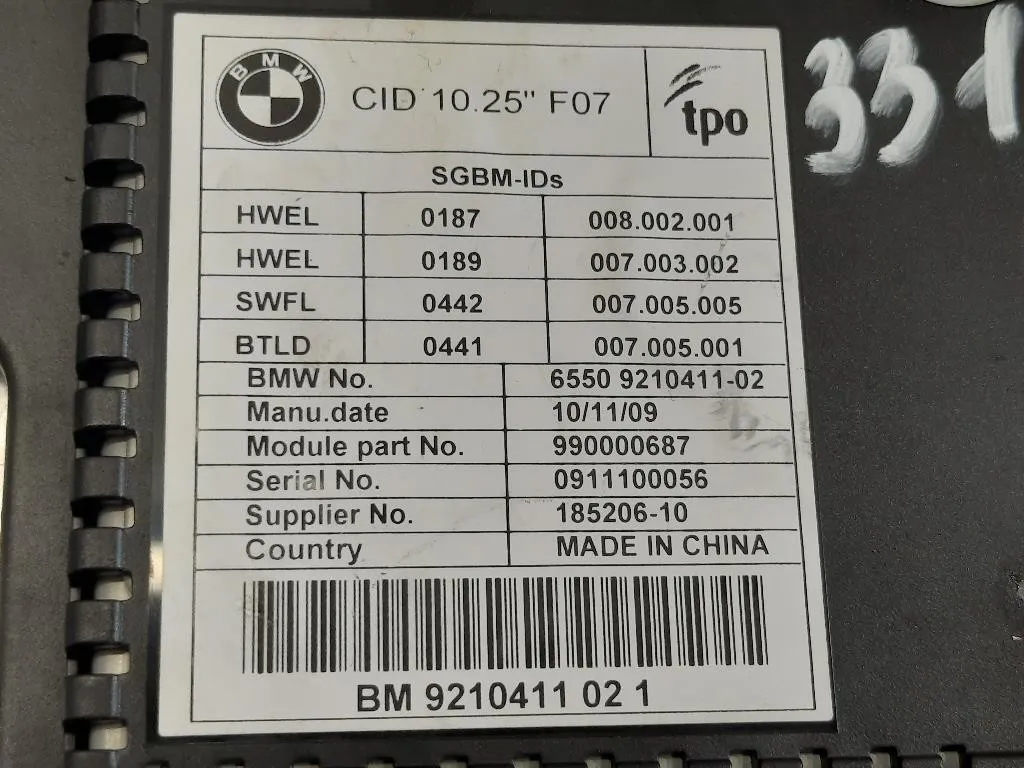 BMW
CID 10.25" F07
tpo
331
SGBM-IDs
HWEL 0187 008.002.001
HWEL 0189 007.003.002
SWFL 0442 007.005.005
BTLD 0441 007.005.001
BMW No. 6550 9210411-02
Manu.date 10/11/09
Module part No. 990000687
Serial No. 0911100056
Supplier No. 185206-10
Country MADE IN CHINA
BM 9210411 02 1